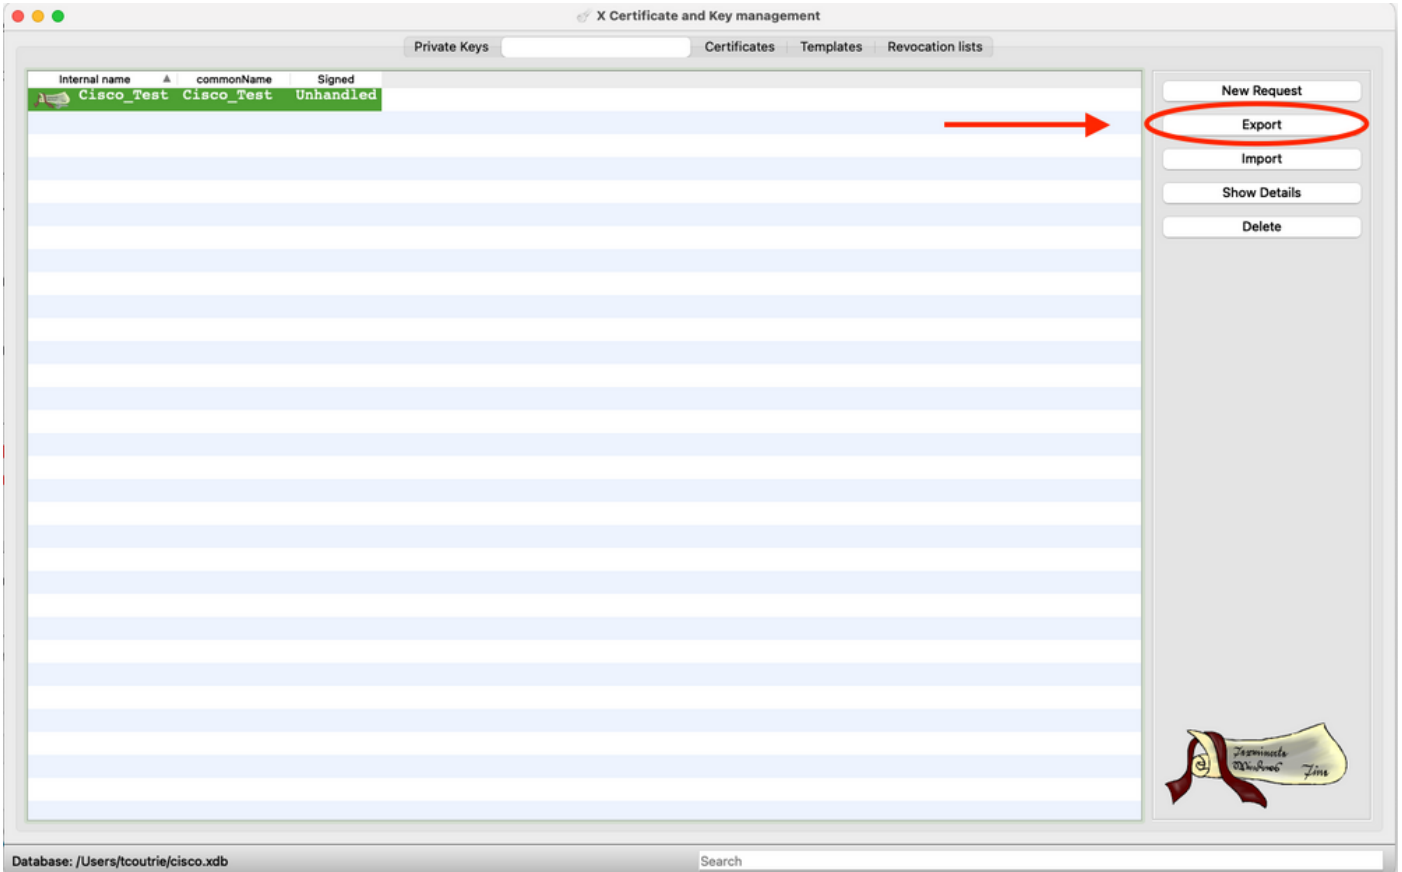 X Certificate and Key management
Private Keys Certificates Templates Revocation lists
Internal name commonName Signed
Cisco_Test Cisco_Test Unhandled
New Request
Export
Import
Show Details
Delete
Database: /Users/tcoutrie/cisco.xdb
Search